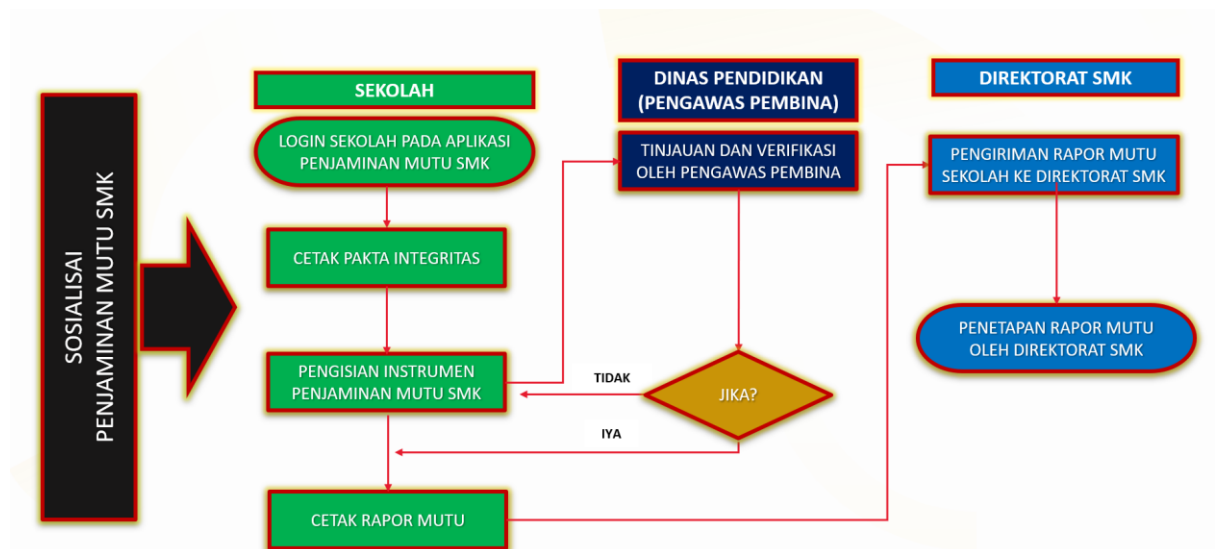 SOSIALISAI
PENJAMINAN MUTU SMK
SEKOLAH
LOGIN SEKOLAH PADA APLIKASI
PENJAMINAN MUTU SMK
CETAK PAKTA INTEGRITAS
PENGISIAN INSTRUMEN
PENJAMINAN MUTU SMK
CETAK RAPOR MUTU
DINAS PENDIDIKAN
(PENGAWAS PEMBINA)
TINJAUAN DAN VERIFIKASI
OLEH PENGAWAS PEMBINA
JIKA?
TIDAK
IYA
DIREKTORAT SMK
PENGIRIMAN RAPOR MUTU
SEKOLAH KE DIREKTORAT SMK
PENETAPAN RAPOR MUTU
OLEH DIREKTORAT SMK